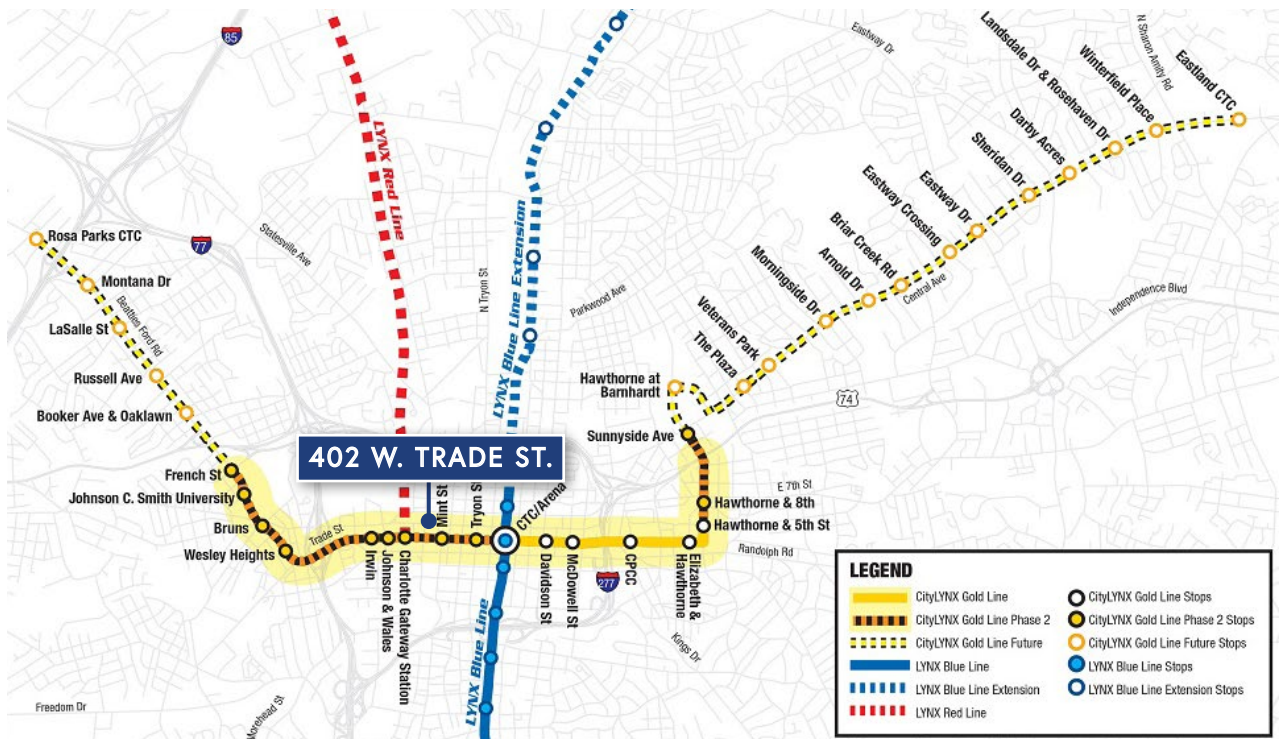 85
Eastway Dr
N Sharon Amity Rd
Landsdale Dr & Rosehaven Dr
Winterfield Place
Eastland CTC
Darby Acres
Sheridan Dr
Eastway Dr
Eastway Crossing
Briar Creek Rd
Arnold Dr
Morningside Dr
Central Ave
Independence Blvd
Veterans Park
The Plaza
LYNX Red Line
LYNX Blue Line Extension
Rosa Parks CTC
77
Statesville Ave
N Tryon St
Parkwood Ave
Montana Dr
Beatties Ford Rd
LaSalle St
Russell Ave
Booker Ave & Oaklawn
Hawthorne at
Barnhardt
74
Sunnyside Ave
402 W. TRADE ST.
French St
Johnson C. Smith University
Bruns
Wesley Heights
Trade St
Mint St
Tryon S
CTC/Arena
E 7th St
Hawthorne & 8th
Hawthorne & 5th St
Randolph Rd
Irwin
Johnson & Wales
Charlotte Gateway Station
Davidson St
McDowell St
277
CPCC
Elizabeth &
Hawthorne
Kings Dr
LYNX Blue Line
Freedom Dr
Morehead St
LEGEND
CityLYNX Gold Line
CityLYNX Gold Line Phase 2
CityLYNX Gold Line Future
LYNX Blue Line
LYNX Blue Line Extension
LYNX Red Line
CityLYNX Gold Line Stops
CityLYNX Gold Line Phase 2 Stops
CityLYNX Gold Line Future Stops
LYNX Blue Line Stops
LYNX Blue Line Extension Stops